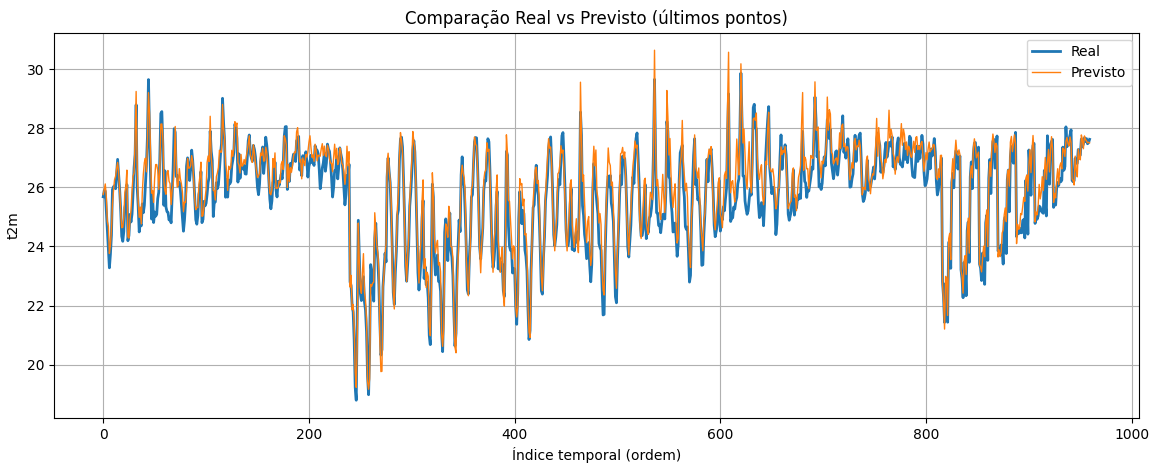 Comparação Real vs Previsto (últimos pontos)
Real
Previsto
t2m
30
28
26
24
22
20
0 200 400 600 800 1000
Índice temporal (ordem)